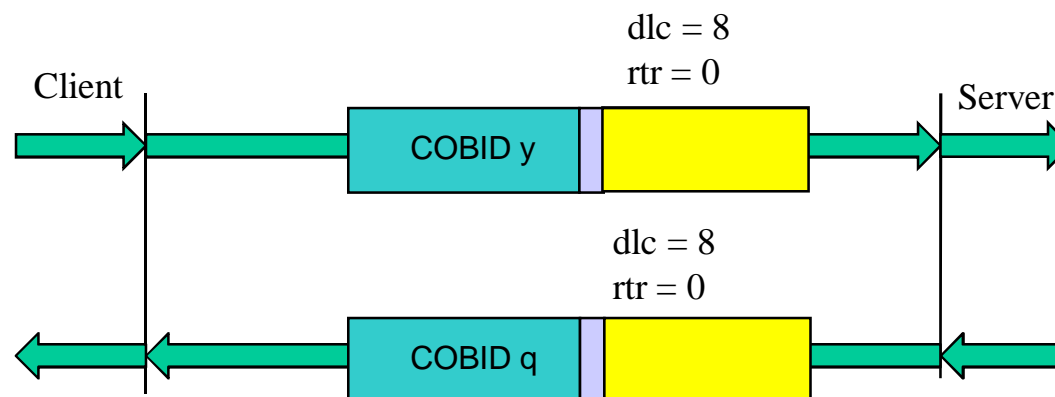 dlc = 8
rtr = 0
Client
Server
COBID y
dlc = 8
rtr = 0
COBID q